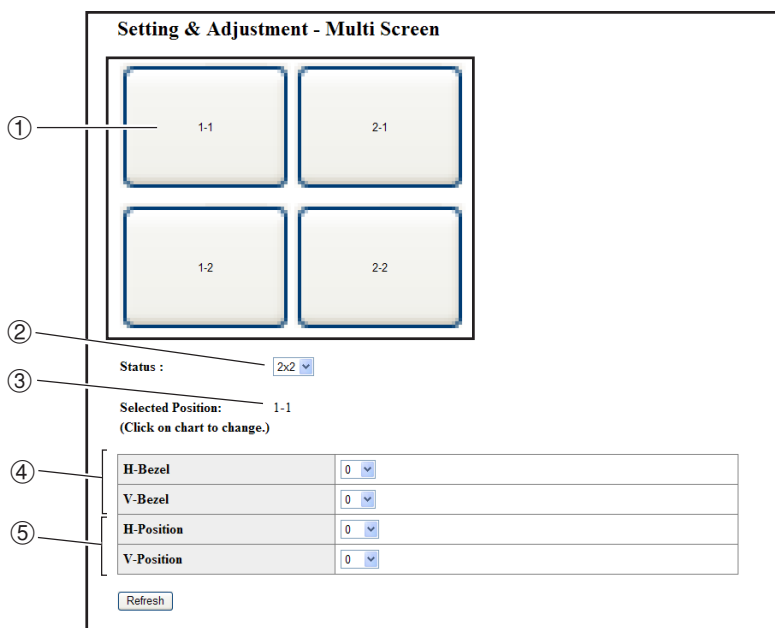 Setting & Adjustment - Multi Screen
① 1-1 2-1
1-2 2-2
② Status : 2x2
③ Selected Position: 1-1
(Click on chart to change.)
④ H-Bezel 0
V-Bezel 0
⑤ H-Position 0
V-Position 0
Refresh